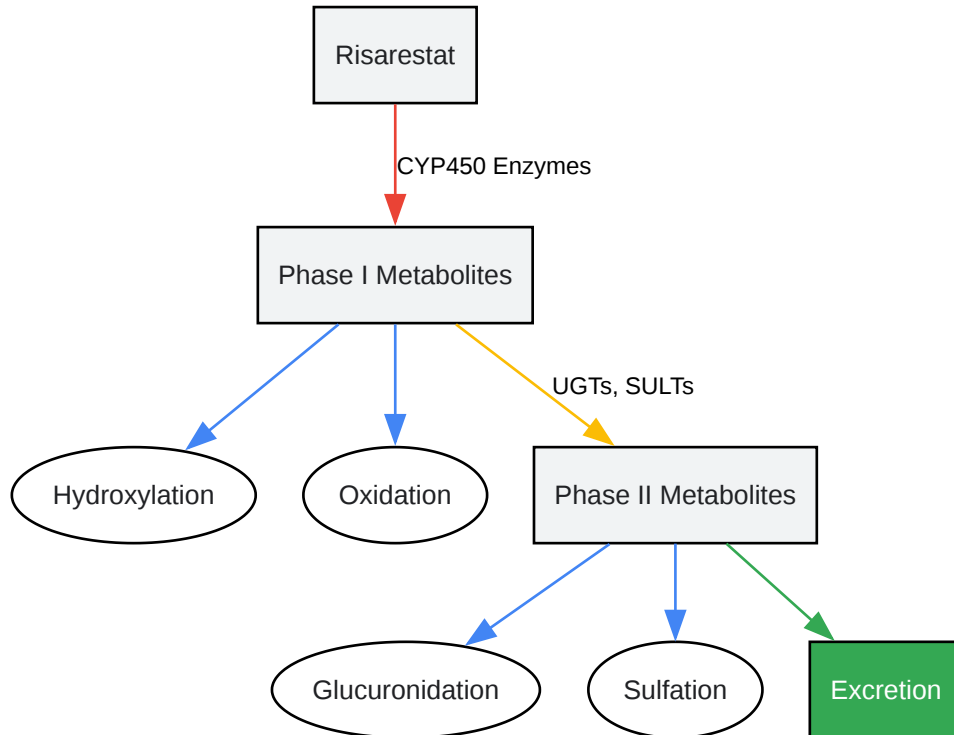 Risarestat
CYP450 Enzymes
Phase I Metabolites
UGTs, SULTs
Hydroxylation
Oxidation
Phase II Metabolites
Glucuronidation
Sulfation
Excretion